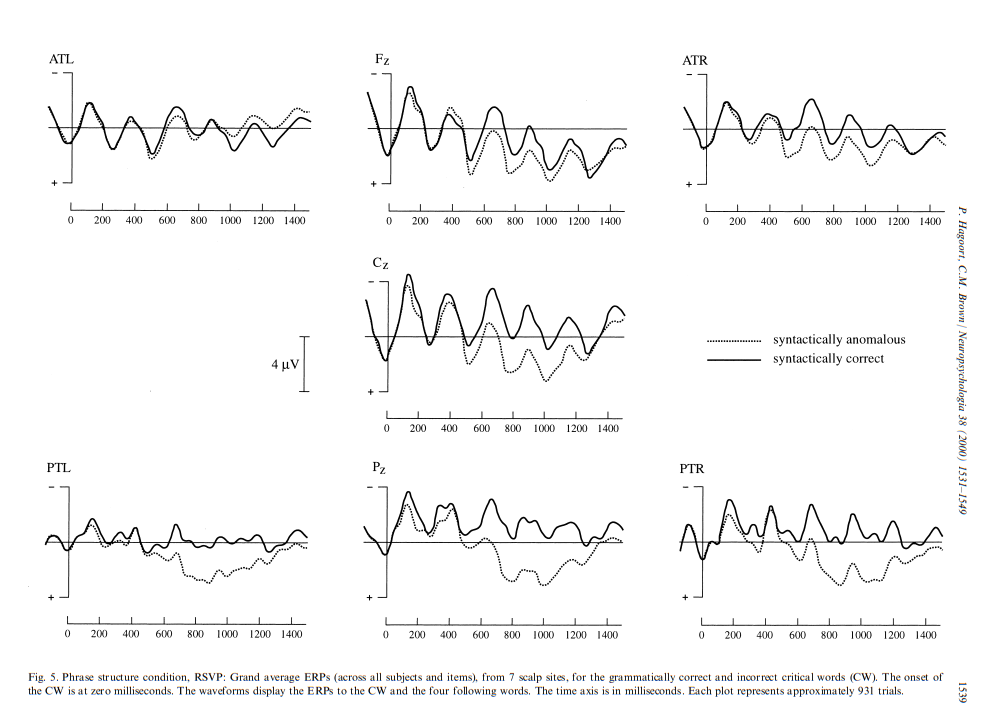 ATL
Fz
ATR
−
−
−
+
+
+
0 200 400 600 800 1000 1200 1400
0 200 400 600 800 1000 1200 1400
0 200 400 600 800 1000 1200 1400
Cz
−
syntactically anomalous
syntactically correct
4 µV
+
0 200 400 600 800 1000 1200 1400
PTL
Pz
PTR
−
−
−
+
+
+
0 200 400 600 800 1000 1200 1400
0 200 400 600 800 1000 1200 1400
0 200 400 600 800 1000 1200 1400
P. Hagoort, C.M. Brown / Neuropsychologia 38 (2000) 1531–1549
1539
Fig. 5. Phrase structure condition, RSVP: Grand average ERPs (across all subjects and items), from 7 scalp sites, for the grammatically correct and incorrect critical words (CW). The onset of
the CW is at zero milliseconds. The waveforms display the ERPs to the CW and the four following words. The time axis is in milliseconds. Each plot represents approximately 931 trials.